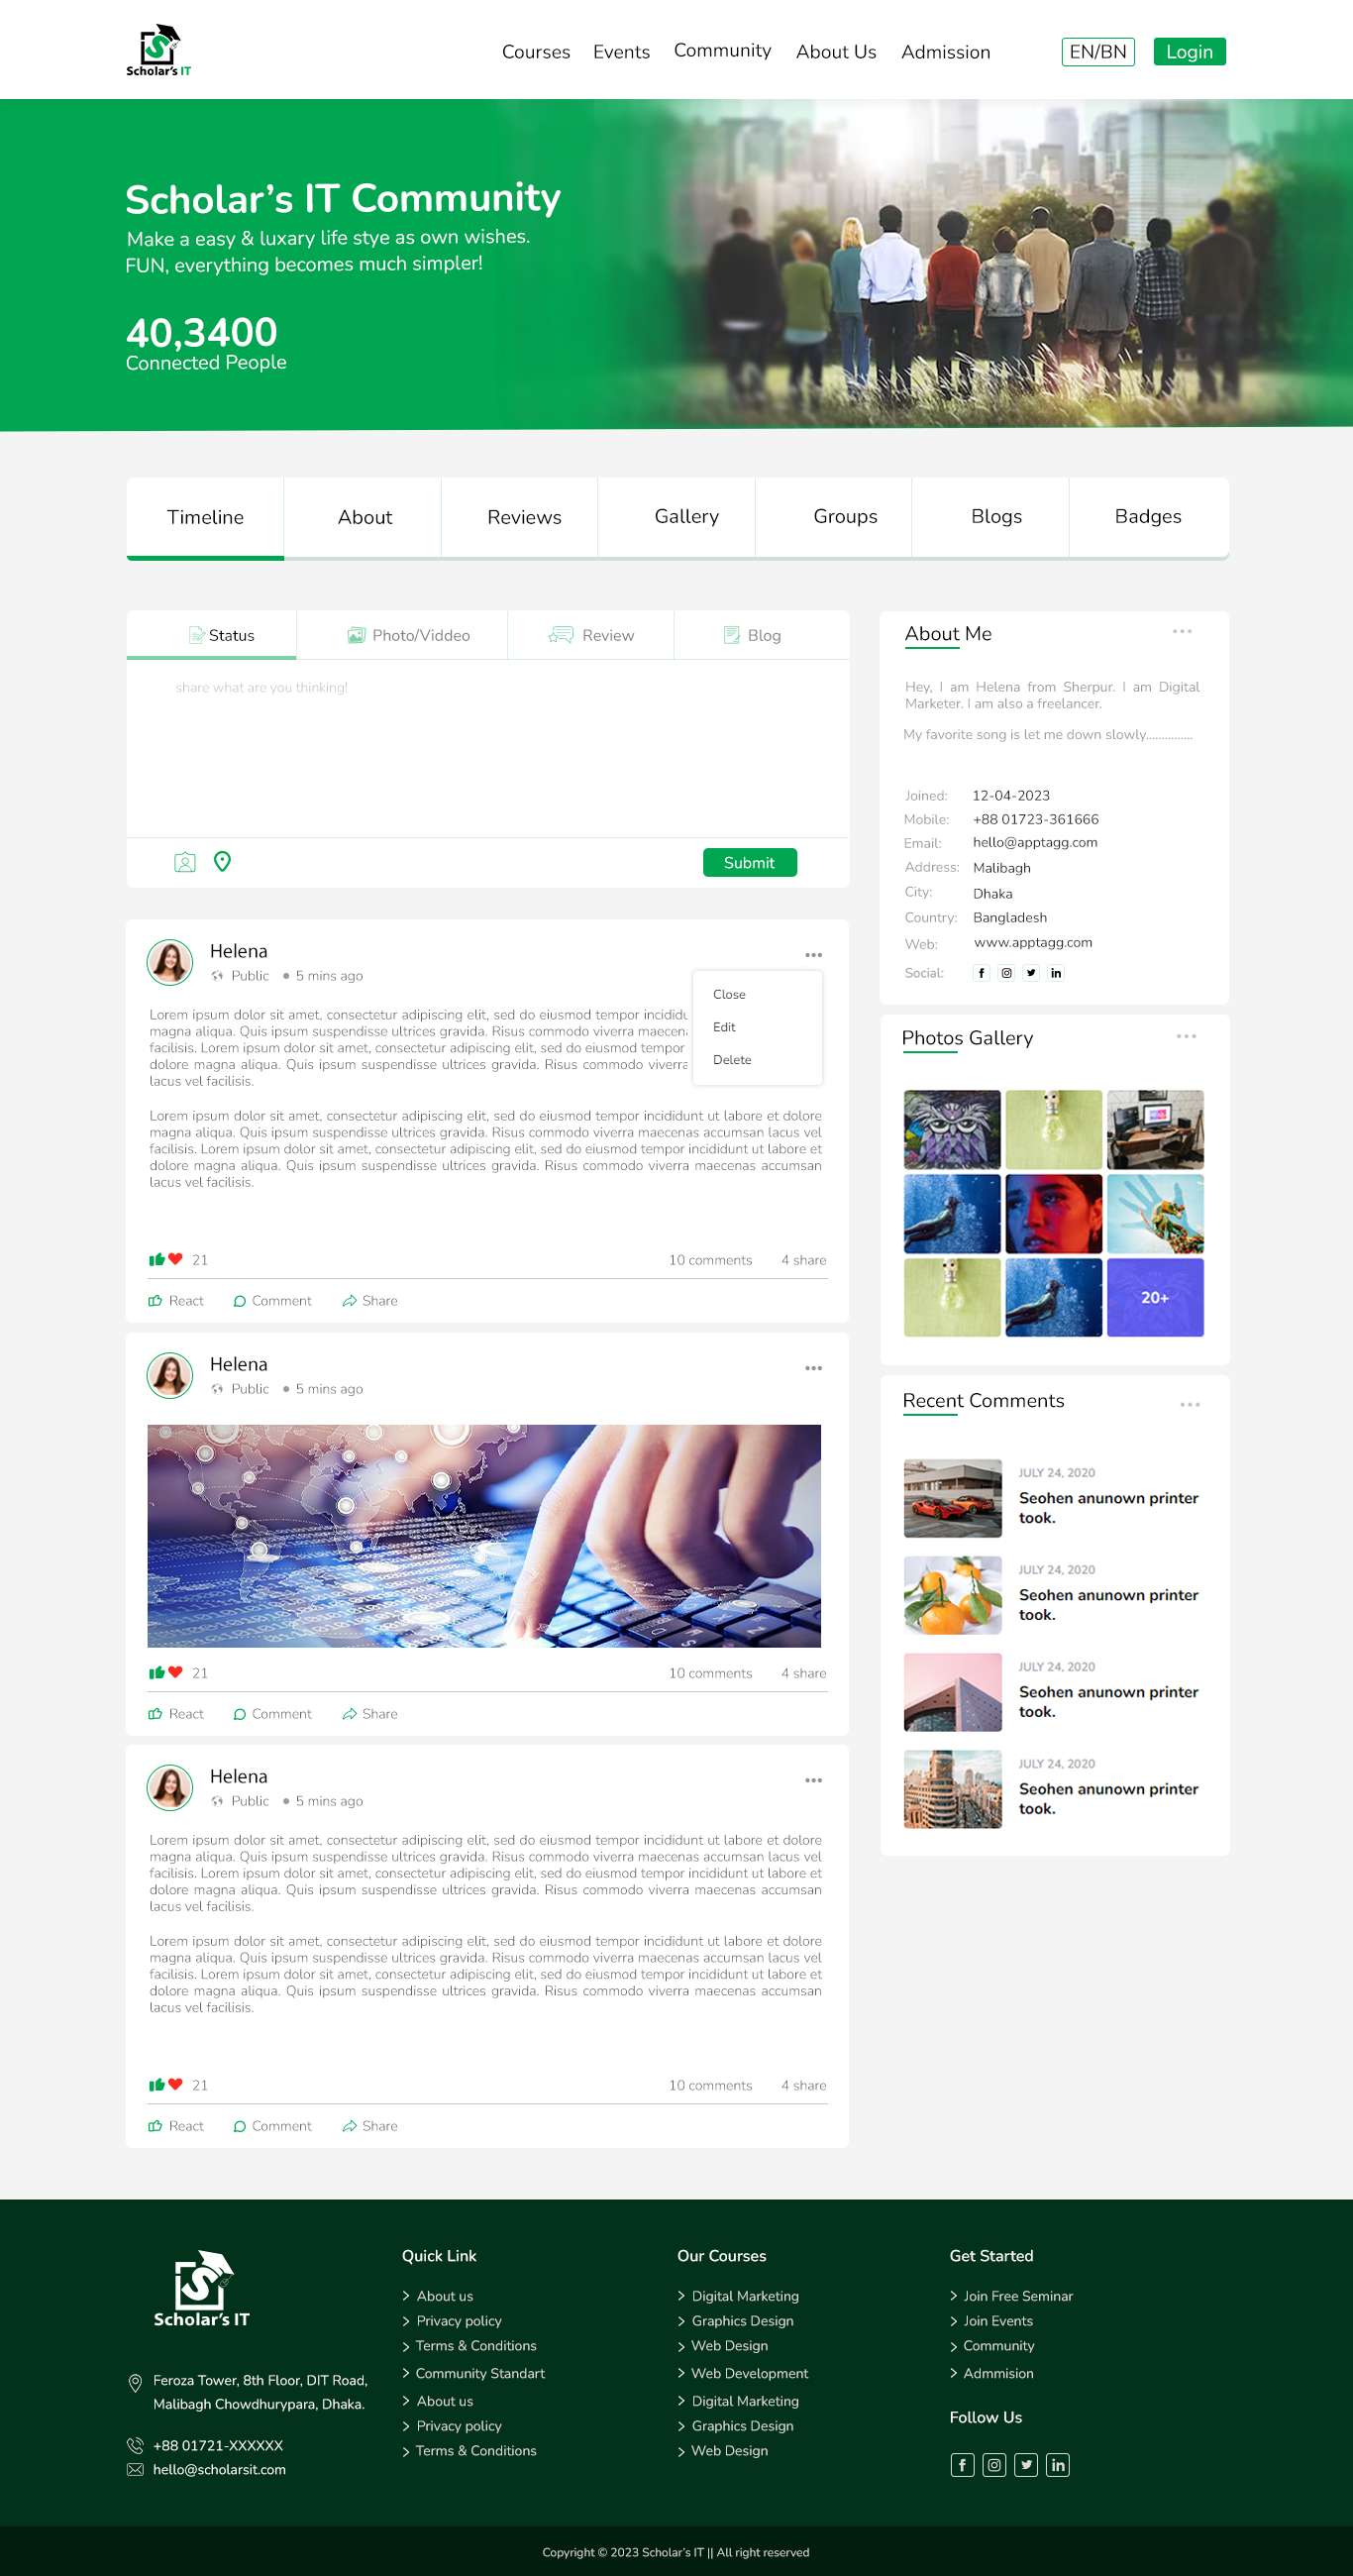 Scholar's IT
Courses Events Community About Us Admission EN/BN Login
Scholar's IT Community
Make a easy & luxary life stye as own wishes.
FUN, everything becomes much simpler!
40,3400
Connected People
Timeline About Reviews Gallery Groups Blogs Badges
Status Photo/Viddeo Review Blog
share what are you thinking!
Submit
Helena
Public 5 mins ago
Close
Edit
Delete
Lorem ipsum dolor sit amet, consectetur adipiscing elit, sed do eiusmod tempor incididu
magna aliqua. Quis ipsum suspendisse ultrices gravida. Risus commodo viverra maecena
facilisis. Lorem ipsum dolor sit amet, consectetur adipiscing elit, sed do eiusmod tempor
dolore magna aliqua. Quis ipsum suspendisse ultrices gravida. Risus commodo viverra
lacus vel facilisis.
Lorem ipsum dolor sit amet, consectetur adipiscing elit, sed do eiusmod tempor incididunt ut labore et dolore
magna aliqua. Quis ipsum suspendisse ultrices gravida. Risus commodo viverra maecenas accumsan lacus vel
facilisis. Lorem ipsum dolor sit amet, consectetur adipiscing elit, sed do eiusmod tempor incididunt ut labore et
dolore magna aliqua. Quis ipsum suspendisse ultrices gravida. Risus commodo viverra maecenas accumsan
lacus vel facilisis.
21 10 comments 4 share
React Comment Share
Helena
Public 5 mins ago
21 10 comments 4 share
React Comment Share
Helena
Public 5 mins ago
Lorem ipsum dolor sit amet, consectetur adipiscing elit, sed do eiusmod tempor incididunt ut labore et dolore
magna aliqua. Quis ipsum suspendisse ultrices gravida. Risus commodo viverra maecenas accumsan lacus vel
facilisis. Lorem ipsum dolor sit amet, consectetur adipiscing elit, sed do eiusmod tempor incididunt ut labore et
dolore magna aliqua. Quis ipsum suspendisse ultrices gravida. Risus commodo viverra maecenas accumsan
lacus vel facilisis.
Lorem ipsum dolor sit amet, consectetur adipiscing elit, sed do eiusmod tempor incididunt ut labore et dolore
magna aliqua. Quis ipsum suspendisse ultrices gravida. Risus commodo viverra maecenas accumsan lacus vel
facilisis. Lorem ipsum dolor sit amet, consectetur adipiscing elit, sed do eiusmod tempor incididunt ut labore et
dolore magna aliqua. Quis ipsum suspendisse ultrices gravida. Risus commodo viverra maecenas accumsan
lacus vel facilisis.
21 10 comments 4 share
React Comment Share
About Me
Hey, I am Helena from Sherpur. I am Digital
Marketer. I am also a freelancer.
My favorite song is let me down slowly...............
Joined: 12-04-2023
Mobile: +88 01723-361666
Email: hello@apptagg.com
Address: Malibagh
City: Dhaka
Country: Bangladesh
Web: www.apptagg.com
Social:
Photos Gallery
20+
Recent Comments
JULY 24, 2020
Seohen anunown printer
took.
JULY 24, 2020
Seohen anunown printer
took.
JULY 24, 2020
Seohen anunown printer
took.
JULY 24, 2020
Seohen anunown printer
took.
Scholar's IT
Feroza Tower, 8th Floor, DIT Road,
Malibagh Chowdhurypara, Dhaka.
+88 01721-XXXXXX
hello@scholarsit.com
Quick Link
About us
Privacy policy
Terms & Conditions
Community Standart
About us
Privacy policy
Terms & Conditions
Our Courses
Digital Marketing
Graphics Design
Web Design
Web Development
Digital Marketing
Graphics Design
Web Design
Get Started
Join Free Seminar
Join Events
Community
Admmision
Follow Us
Copyright © 2023 Scholar's IT || All right reserved